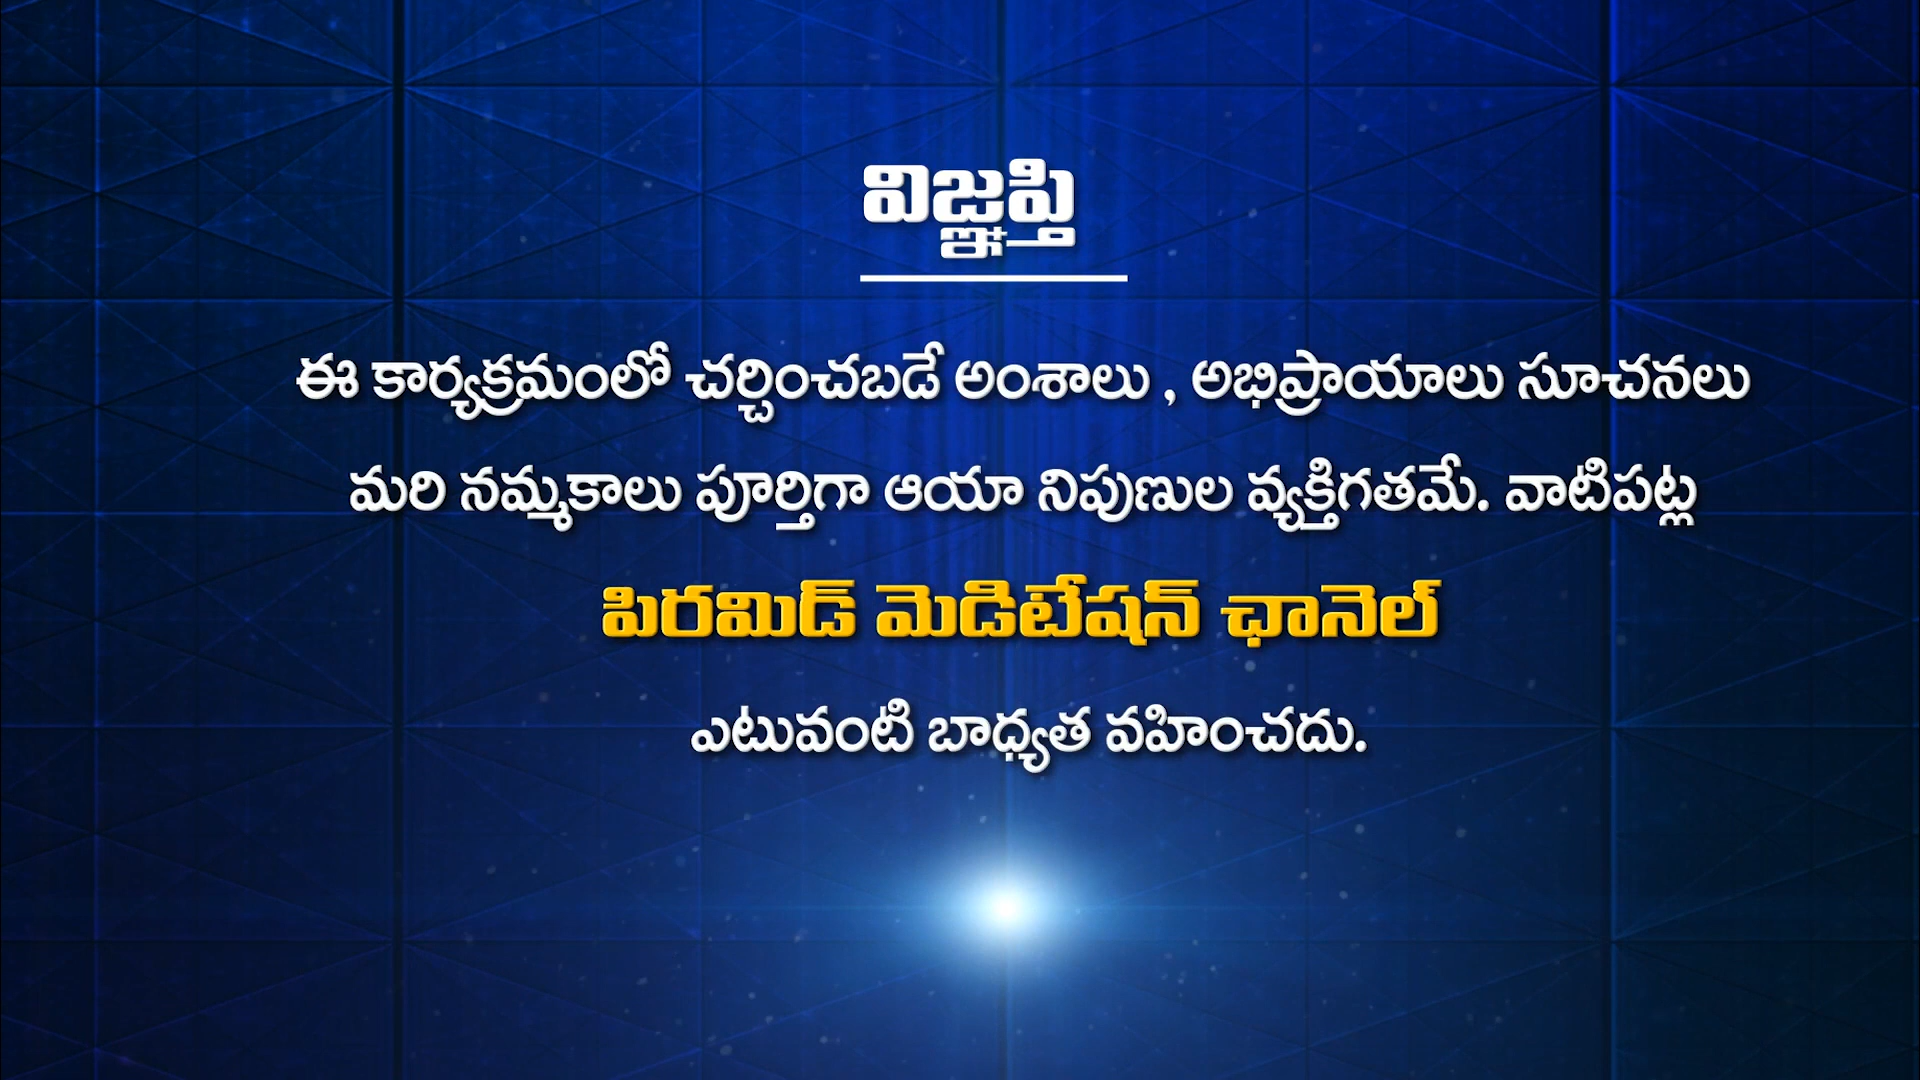 విజ్ఞప్తి
ఈ కార్యక్రమంలో చర్చించబడే అంశాలు , అభిప్రాయాలు సూచనలు
మరి నమ్మకాలు పూర్తిగా ఆయా నిపుణుల వ్యక్తిగతమే. వాటిపట్ల
పిరమిడ్ మెడిటేషన్ ఛానెల్
ఎటువంటి బాధ్యత వహించదు.